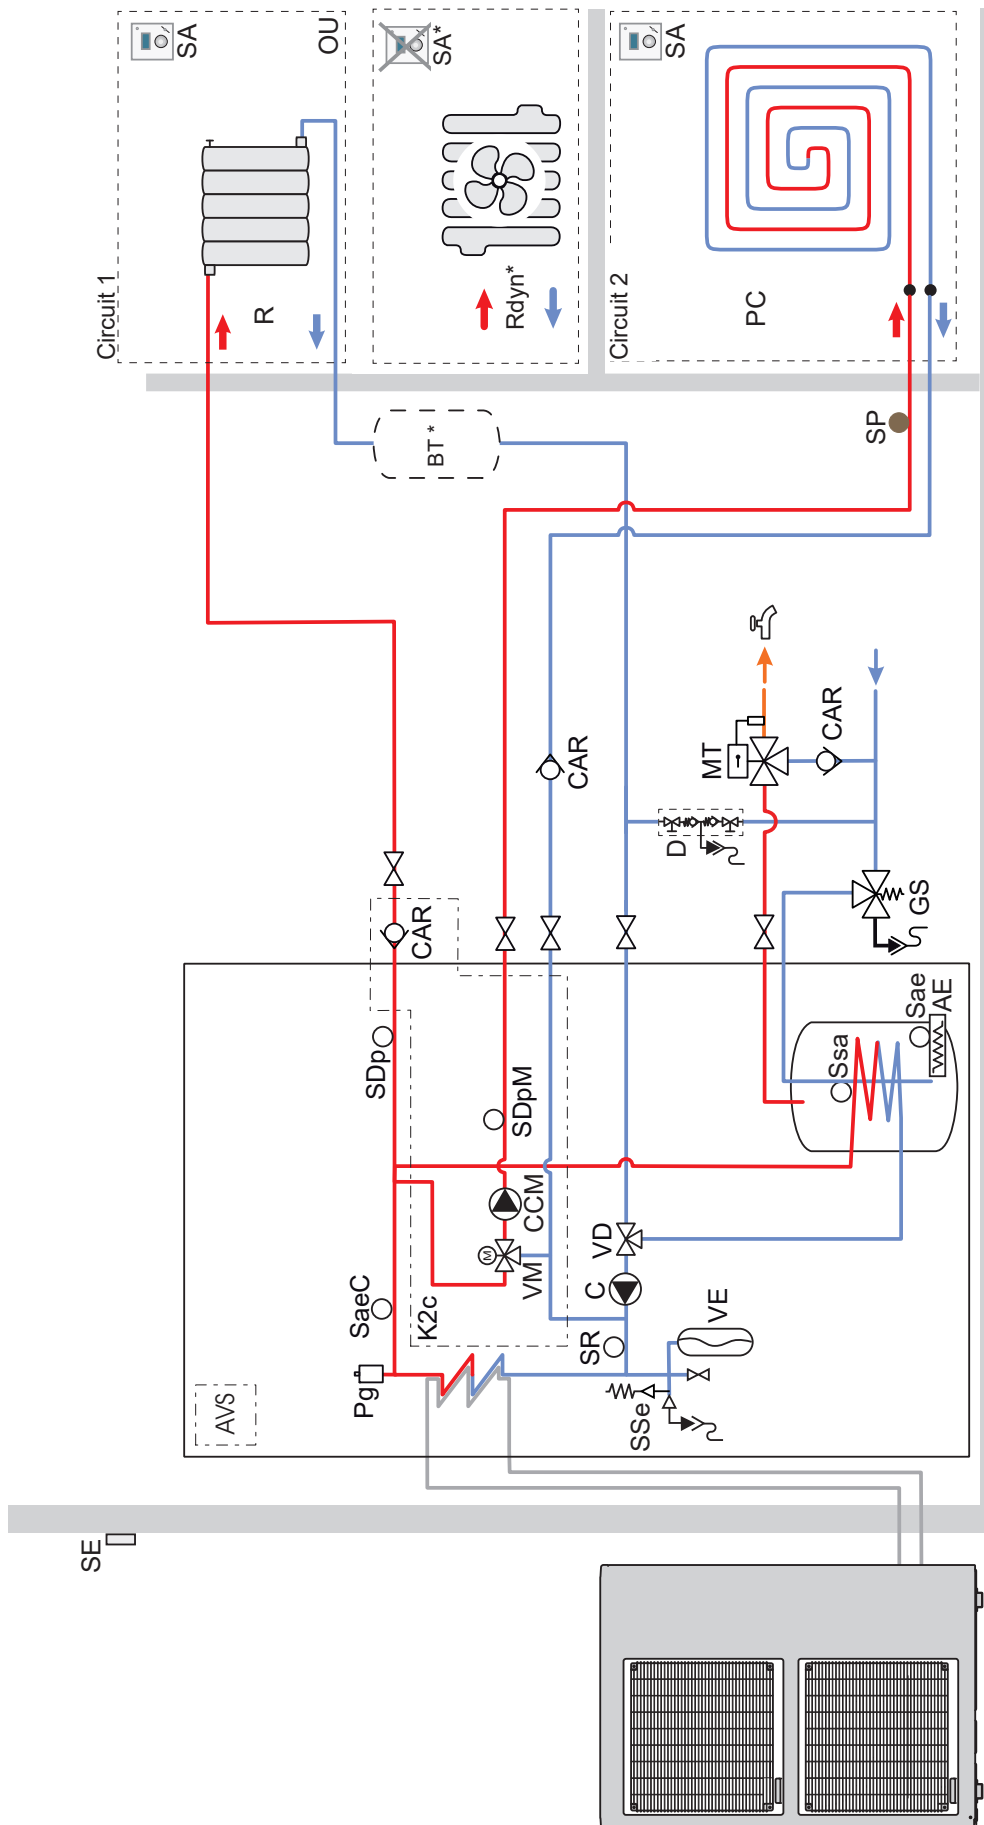 Circuit 1
SA
OU
R
SA*
Rdyn*
Circuit 2
SA
PC
BT *
SP
CAR
MT
CAR
D
GS
CAR
SDp
SDpM
Ssa
Sae
AE
SaeC
K2c
CCM
M
VM
VD
C
SR
VE
Pg
SSe
AVS
SE